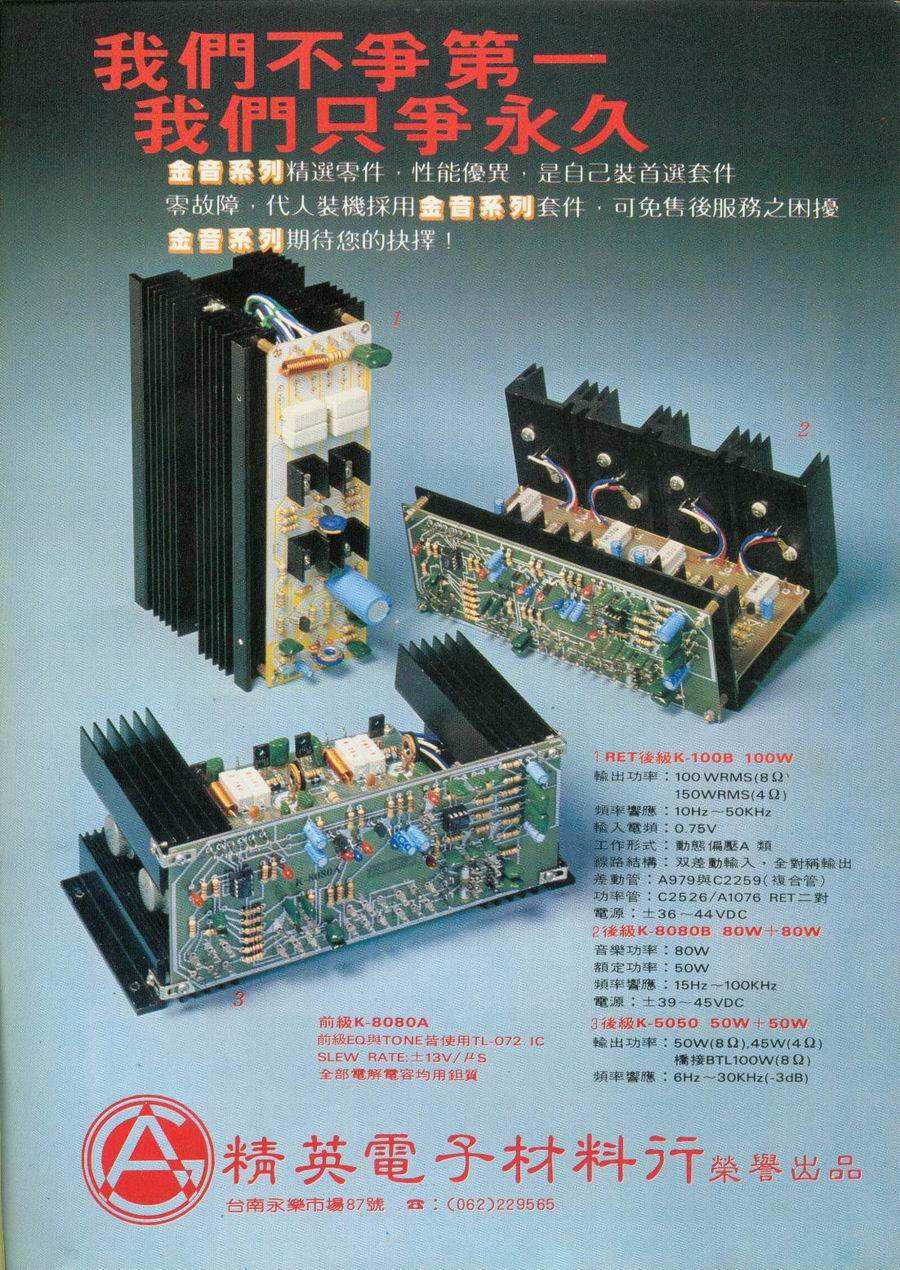 我們不爭第一
我們只爭永久
金音系列精選零件，性能優異，是自己裝首選套件
零故障，代人裝機採用金音系列套件，可免售後服務之困擾
金音系列期待您的抉擇！
1
2
3
1 RET後級K-100B 100W
輸出功率：100WRMS(8Ω)
150WRMS(4Ω)
頻率響應：10Hz～50KHz
輸入電頻：0.75V
工作形式：動態偏壓A 類
線路結構：双差動輸入，全對稱輸出
差動管：A979與C2259(複合管)
功率管：C2526/A1076 RET二對
電源：±36～44VDC
2後級K-8080B 80W＋80W
音樂功率：80W
額定功率：50W
頻率響應：15Hz～100KHz
電源：±39～45VDC
3後級K-5050 50W＋50W
輸出功率：50W(8Ω),45W(4Ω)
橋接BTL100W(8Ω)
頻率響應：6Hz～30KHz(-3dB)
前級K-8080A
前級EQ與TONE皆使用TL-072 IC
SLEW RATE:±13V/μS
全部電解電容均用鉭質
精英電子材料行榮譽出品
台南永樂市場87號 ☎：(062)229565